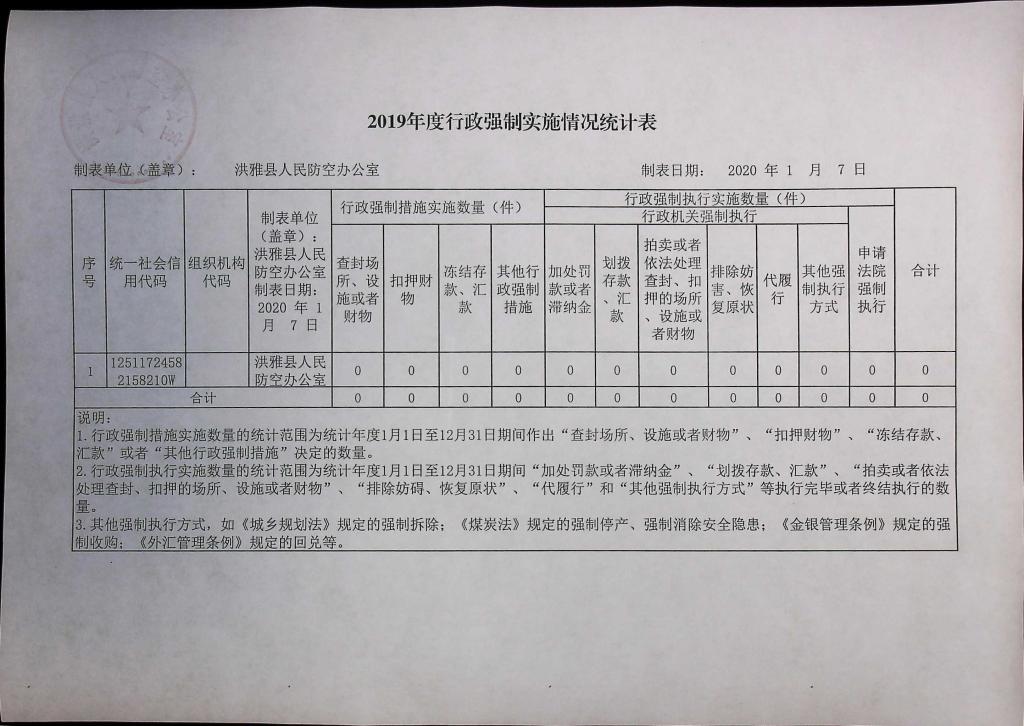 2019年度行政强制实施情况统计表
制表单位（盖章）： 洪雅县人民防空办公室 制表日期： 2020 年 1 月 7 日
行政强制措施实施数量（件）
行政强制执行实施数量（件）
行政机关强制执行
序
号
统一社会信
用代码
组织机构
代码
制表单位
（盖章）：
洪雅县人民
防空办公室
制表日期：
2020 年 1
月 7 日
查封场
所、设
施或者
财物
扣押财
物
冻结存
款、汇
款
其他行
政强制
措施
加处罚
款或者
滞纳金
划拨
存款
、汇
款
拍卖或者
依法处理
查封、扣
押的场所
、设施或
者财物
排除妨
害、恢
复原状
代履
行
其他强
制执行
方式
申请
法院
强制
执行
合计
1
1251172458
2158210W
洪雅县人民
防空办公室
0 0 0 0 0 0 0 0 0 0 0 0
合计 0 0 0 0 0 0 0 0 0 0 0 0
说明：
1.行政强制措施实施数量的统计范围为统计年度1月1日至12月31日期间作出“查封场所、设施或者财物”、“扣押财物”、“冻结存款、
汇款”或者“其他行政强制措施”决定的数量。
2.行政强制执行实施数量的统计范围为统计年度1月1日至12月31日期间“加处罚款或者滞纳金”、“划拨存款、汇款”、“拍卖或者依法
处理查封、扣押的场所、设施或者财物”、“排除妨碍、恢复原状”、“代履行”和“其他强制执行方式”等执行完毕或者终结执行的数
量。
3.其他强制执行方式，如《城乡规划法》规定的强制拆除；《煤炭法》规定的强制停产、强制消除安全隐患；《金银管理条例》规定的强
制收购；《外汇管理条例》规定的回兑等。